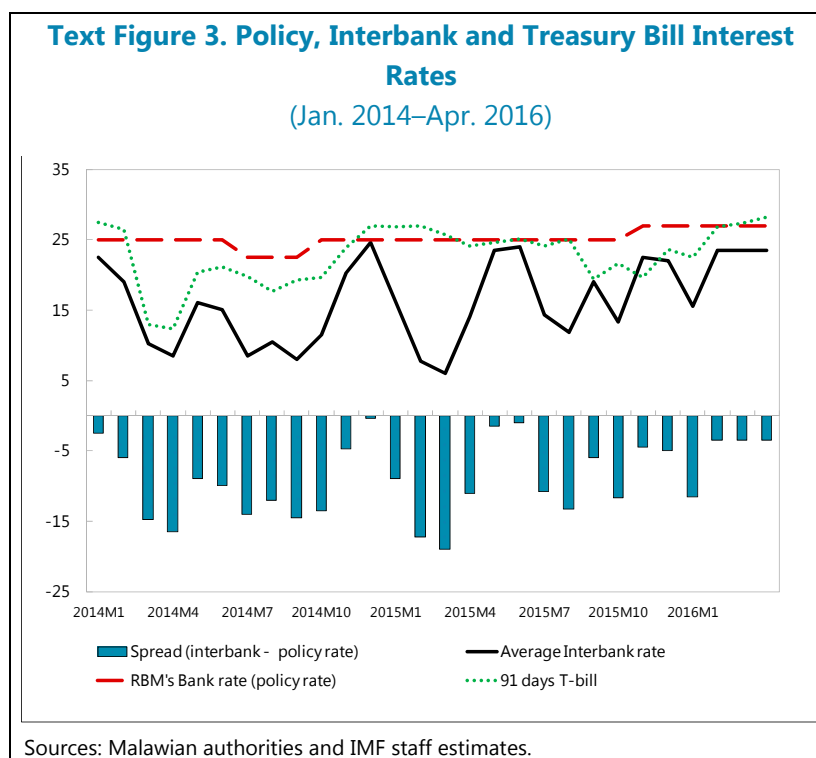 Text Figure 3. Policy, Interbank and Treasury Bill Interest
Rates
(Jan. 2014–Apr. 2016)
35
25
15
5
-5
-15
-25
2014M1 2014M4 2014M7 2014M10 2015M1 2015M4 2015M7 2015M10 2016M1
Spread (interbank - policy rate) Average Interbank rate
RBM's Bank rate (policy rate) 91 days T-bill
Sources: Malawian authorities and IMF staff estimates.